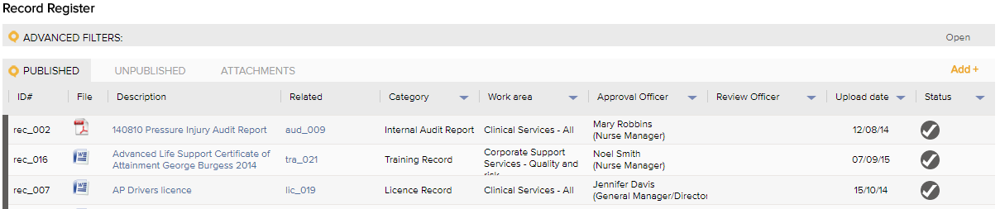 Record Register
ADVANCED FILTERS: Open
PUBLISHED UNPUBLISHED ATTACHMENTS Add +
ID# File Description Related Category Work area Approval Officer Review Officer Upload date Status
rec_002 140810 Pressure Injury Audit Report aud_009 Internal Audit Report Clinical Services - All Mary Robbins (Nurse Manager) 12/08/14
rec_016 Advanced Life Support Certificate of Attainment George Burgess 2014 tra_021 Training Record Corporate Support Services - Quality and risk Noel Smith (Nurse Manager) 07/09/15
rec_007 AP Drivers licence lic_019 Licence Record Clinical Services - All Jennifer Davis (General Manager/Director 15/10/14